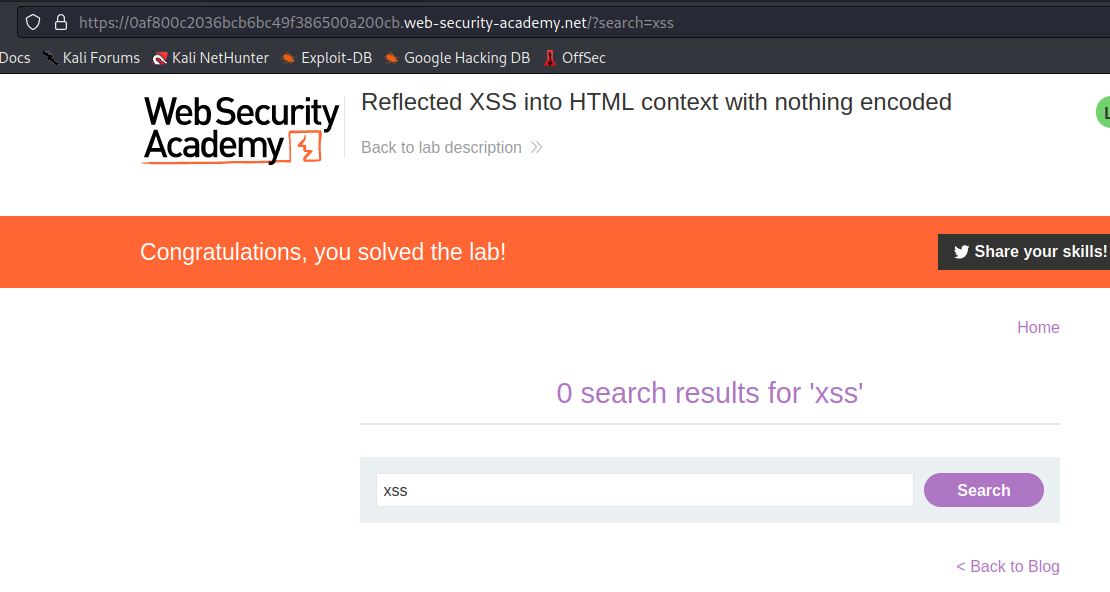 https://0af800c2036bcb6bc49f386500a200cb.web-security-academy.net/?search=xss
Docs Kali Forums Kali NetHunter Exploit-DB Google Hacking DB OffSec
WebSecurity
Academy
Reflected XSS into HTML context with nothing encoded
Back to lab description
L
Congratulations, you solved the lab!
Share your skills!
Home
0 search results for 'xss'
xss
Search
< Back to Blog